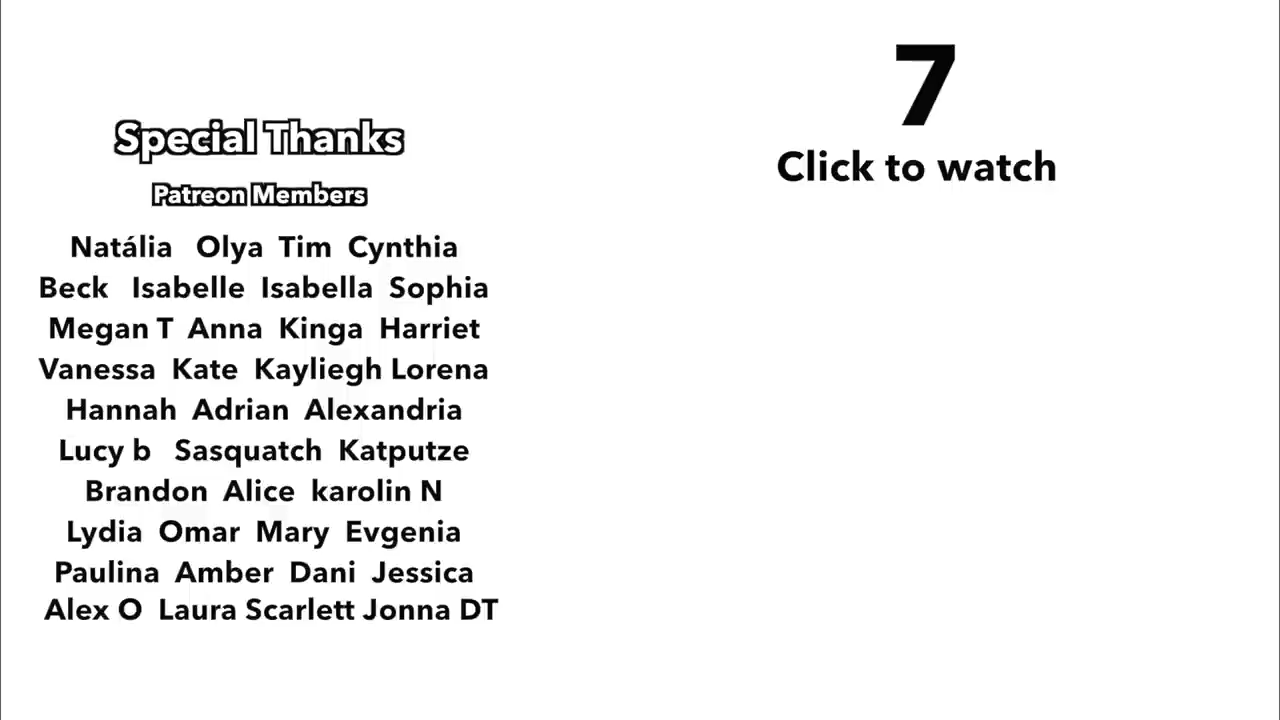 Special Thanks
Patreon Members
Natália Olya Tim Cynthia
Beck Isabelle Isabella Sophia
Megan T Anna Kinga Harriet
Vanessa Kate Kayliegh Lorena
Hannah Adrian Alexandria
Lucy b Sasquatch Katputze
Brandon Alice karolin N
Lydia Omar Mary Evgenia
Paulina Amber Dani Jessica
Alex O Laura Scarlett Jonna DT
7
Click to watch